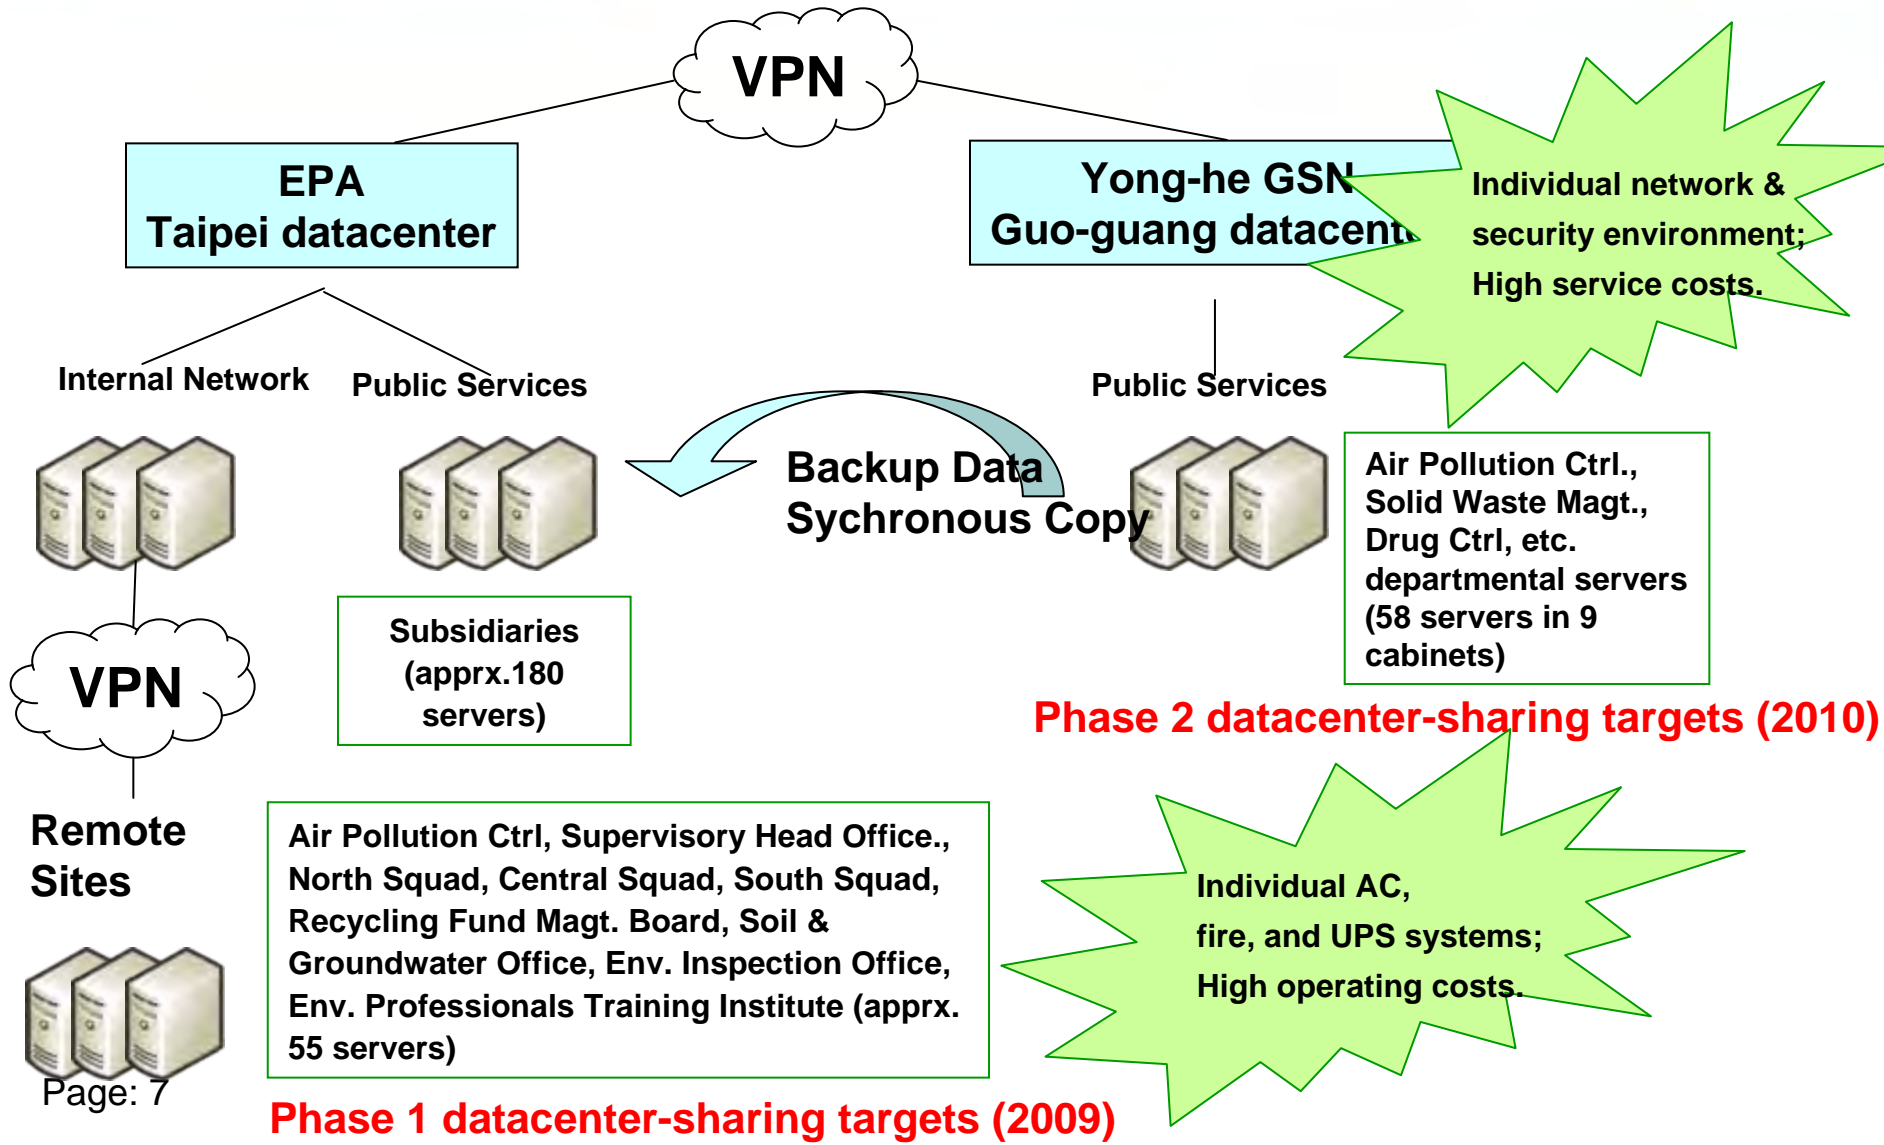 VPN
EPA
Taipei datacenter
Yong-he GSN
Guo-guang datacent
Individual network &
security environment;
High service costs.
Internal Network
Public Services
Public Services
Backup Data
Sychronous Copy
Air Pollution Ctrl.,
Solid Waste Magt.,
Drug Ctrl, etc.
departmental servers
(58 servers in 9
cabinets)
Subsidiaries
(apprx.180
servers)
VPN
Phase 2 datacenter-sharing targets (2010)
Remote
Sites
Air Pollution Ctrl, Supervisory Head Office.,
North Squad, Central Squad, South Squad,
Recycling Fund Magt. Board, Soil &
Groundwater Office, Env. Inspection Office,
Env. Professionals Training Institute (apprx.
55 servers)
Individual AC,
fire, and UPS systems;
High operating costs.
Page: 7
Phase 1 datacenter-sharing targets (2009)